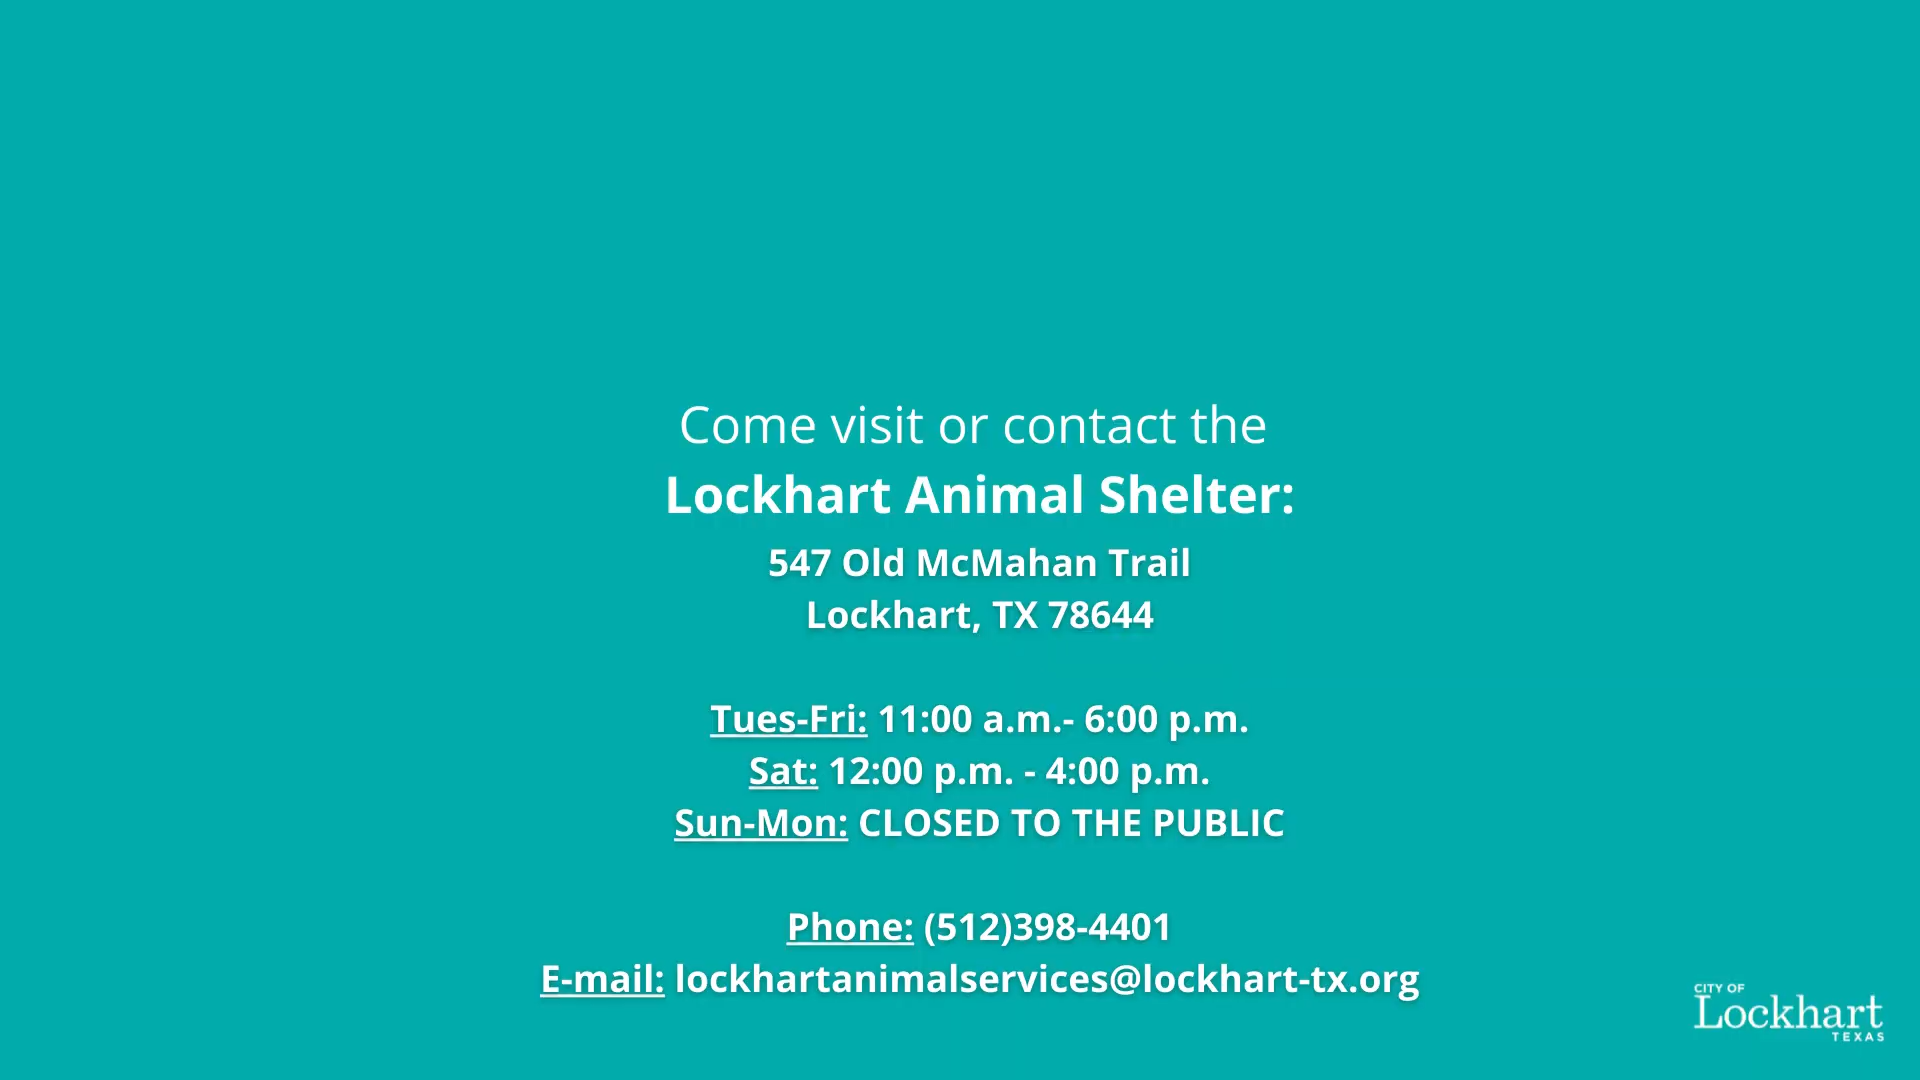 Come visit or contact the
Lockhart Animal Shelter:
547 Old McMahan Trail
Lockhart, TX 78644
Tues-Fri: 11:00 a.m.- 6:00 p.m.
Sat: 12:00 p.m. - 4:00 p.m.
Sun-Mon: CLOSED TO THE PUBLIC
Phone: (512)398-4401
E-mail: lockhartanimalservices@lockhart-tx.org
CITY OF
Lockhart
TEXAS